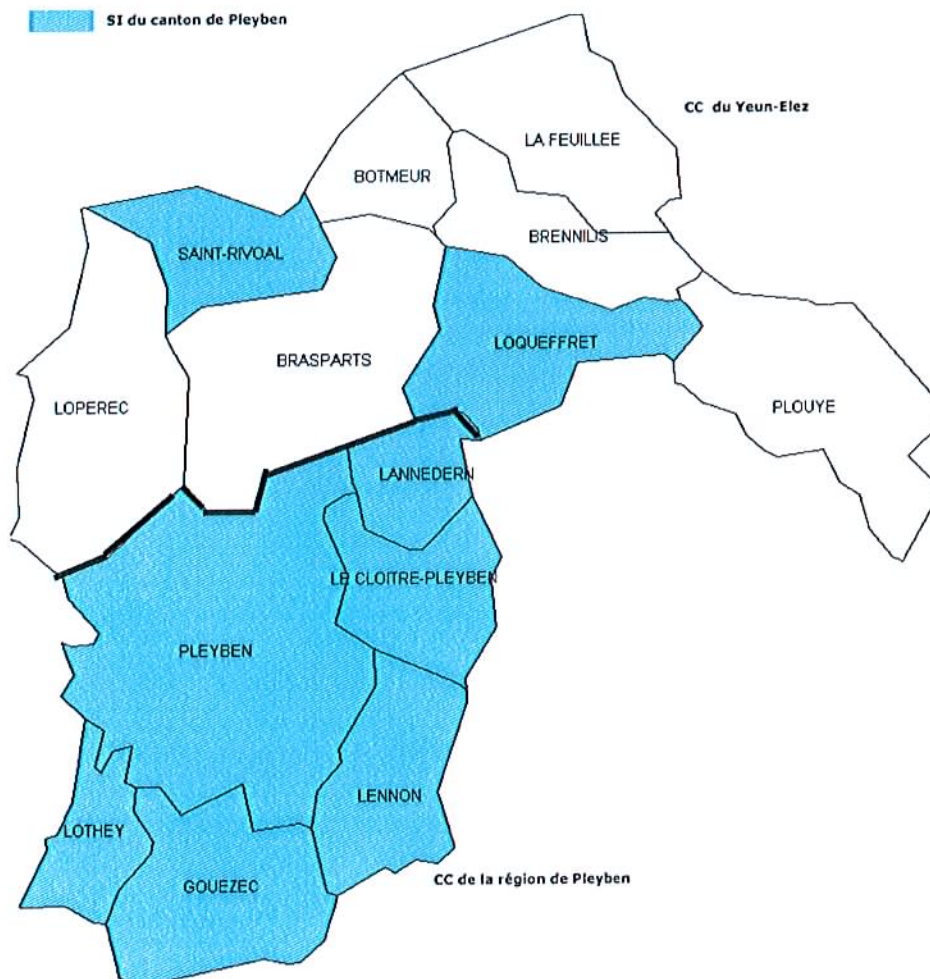 SI du canton de Pleyben
CC du Yeun-Elez
LA FEUILLEE
BOTMEUR
BRENNILIS
SAINT-RIVOAL
LOQUEFFRET
BRASPARTS
LOPEREC
PLOUYE
LANNEDERN
LE CLOITRE-PLEYBEN
PLEYBEN
LENNON
LOTHEY
GOUEZEC
CC de la région de Pleyben